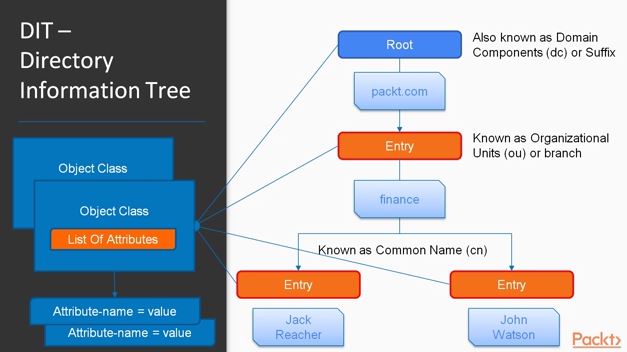 DIT –
Directory
Information Tree
Object Class
Object Class
List Of Attributes
Attribute-name = value
Attribute-name = value
Root
Also known as Domain
Components (dc) or Suffix
packt.com
Entry
Known as Organizational
Units (ou) or branch
finance
Known as Common Name (cn)
Entry
Entry
Jack
Reacher
John
Watson
Packt>